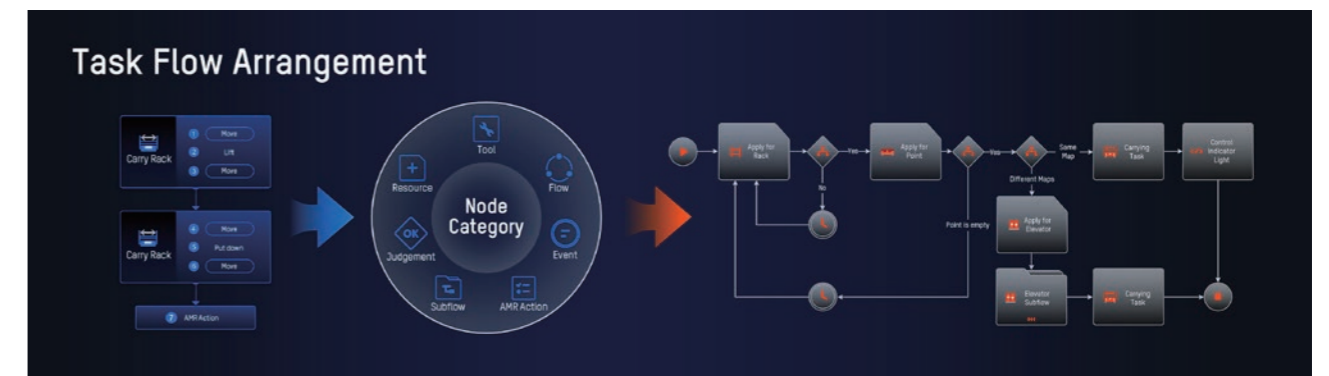 Task Flow Arrangement
Carry Rack
1 Move
2 Lift
3 Move
Carry Rack
4 Move
5 Put down
6 Move
7 AMR Action
Node
Category
Tool
Flow
Event
AMR Action
Subflow
Judgement
OK
Resource
Apply for
Rack
Yes
No
Apply for
Point
Yes
Point is empty
Same
Map
Different Maps
Carrying
Task
Control
Indicator
Light
Apply for
Elevator
Elevator
Subflow
Carrying
Task